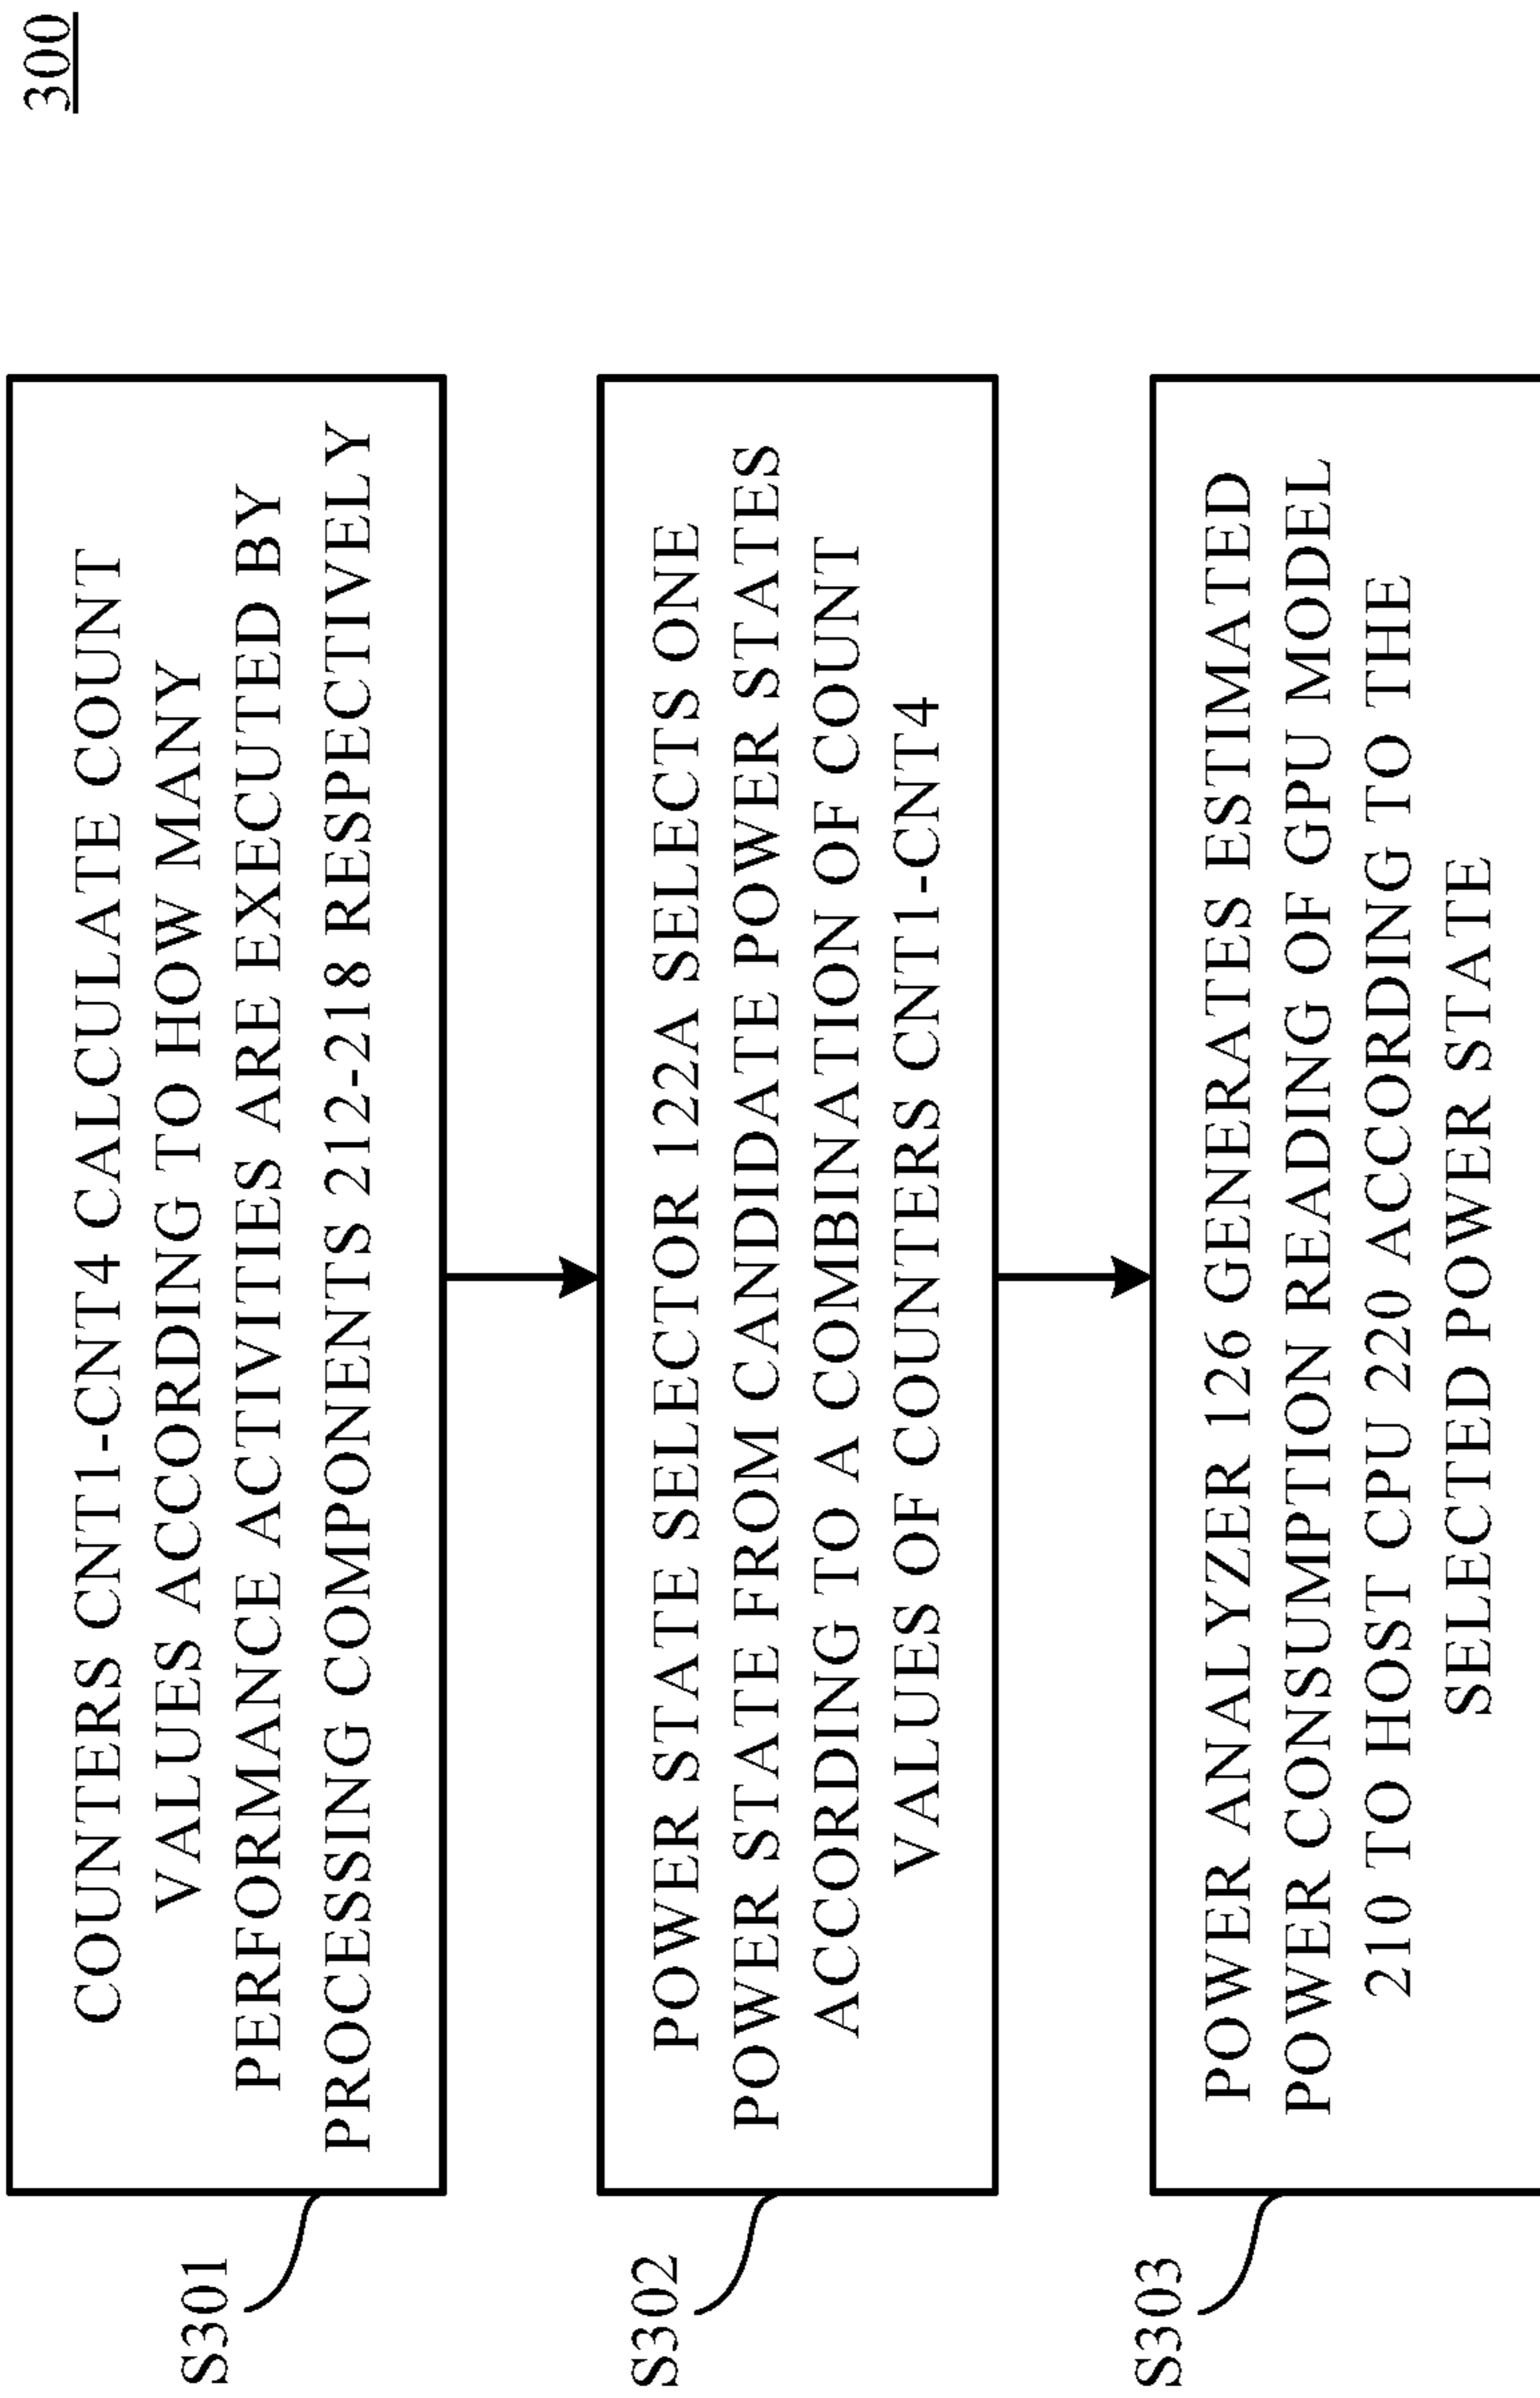 300
S301
COUNTERS CNT1-CNT4 CALCULATE COUNT
VALUES ACCORDING TO HOW MANY
PERFORMANCE ACTIVITIES ARE EXECUTED BY
PROCESSING COMPONENTS 212-218 RESPECTIVELY
S302
POWER STATE SELECTOR 122A SELECTS ONE
POWER STATE FROM CANDIDATE POWER STATES
ACCORDING TO A COMBINATION OF COUNT
VALUES OF COUNTERS CNT1-CNT4
S303
POWER ANALYZER 126 GENERATES ESTIMATED
POWER CONSUMPTION READING OF GPU MODEL
210 TO HOST CPU 220 ACCORDING TO THE
SELECTED POWER STATE